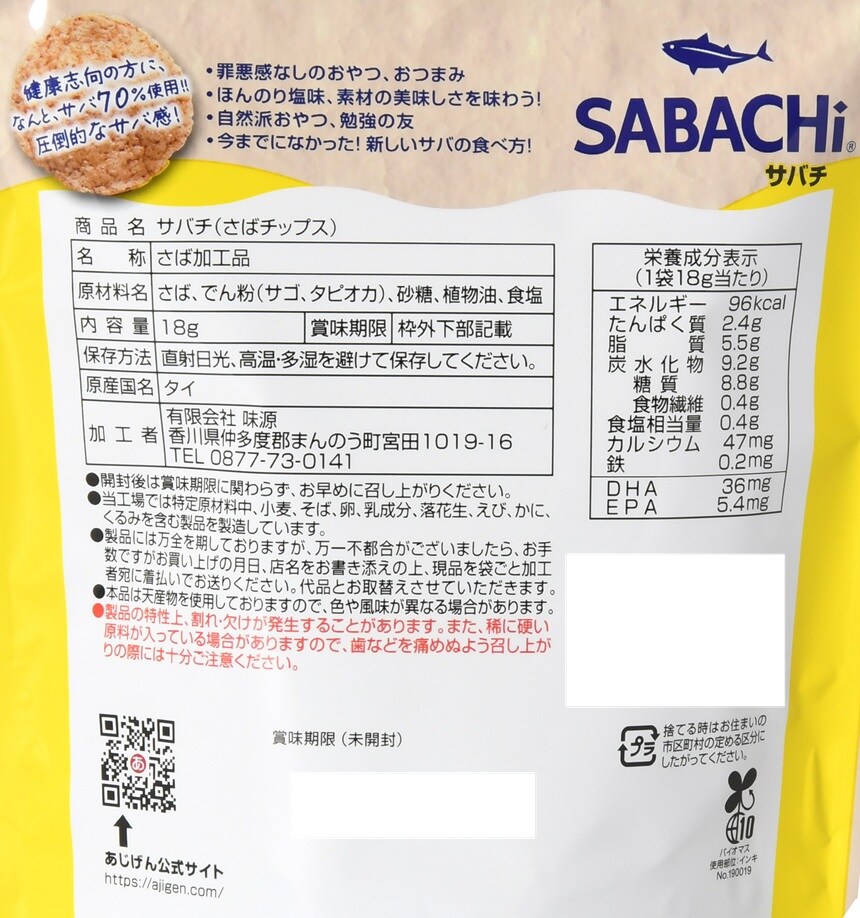 健康志向の方に、
なんと、サバ70%使用!!
圧倒的なサバ感!
・罪悪感なしのおやつ、おつまみ
・ほんのり塩味、素材の美味しさを味わう!
・自然派おやつ、勉強の友
・今までになかった!新しいサバの食べ方!
SABACHi®
サバチ
商品名 サバチ(さばチップス)
名称 さば加工品
原材料名 さば、でん粉(サゴ、タピオカ)、砂糖、植物油、食塩
内容量 18g 賞味期限 枠外下部記載
保存方法 直射日光、高温・多湿を避けて保存してください。
原産国名 タイ
加工者 有限会社 味源
香川県仲多度郡まんのう町宮田1019-16
TEL 0877-73-0141
栄養成分表示
(1袋18g当たり)
エネルギー 96kcal
たんぱく質 2.4g
脂質 5.5g
炭水化物 9.2g
糖質 8.8g
食物繊維 0.4g
食塩相当量 0.4g
カルシウム 47mg
鉄 0.2mg
DHA 36mg
EPA 5.4mg
●開封後は賞味期限に関わらず、お早めに召し上がりください。
●当工場では特定原材料中、小麦、そば、卵、乳成分、落花生、えび、かに、
くるみを含む製品を製造しています。
●製品には万全を期しておりますが、万一不都合がございましたら、お手
数ですがお買い上げの月日、店名をお書き添えの上、現品を袋ごと加工
者宛に着払いでお送りください。代品とお取替えさせていただきます。
●本品は天産物を使用しておりますので、色や風味が異なる場合があります。
●製品の特性上、割れ・欠けが発生することがあります。また、稀に硬い
原料が入っている場合がありますので、歯などを痛めぬよう召し上が
りの際には十分ご注意ください。
あ
賞味期限(未開封)
あじげん公式サイト
https://ajigen.com/
プラ
捨てる時はお住まいの
市区町村の定める区分に
したがってください。
10
バイオマス
使用部位:インキ
No.190019